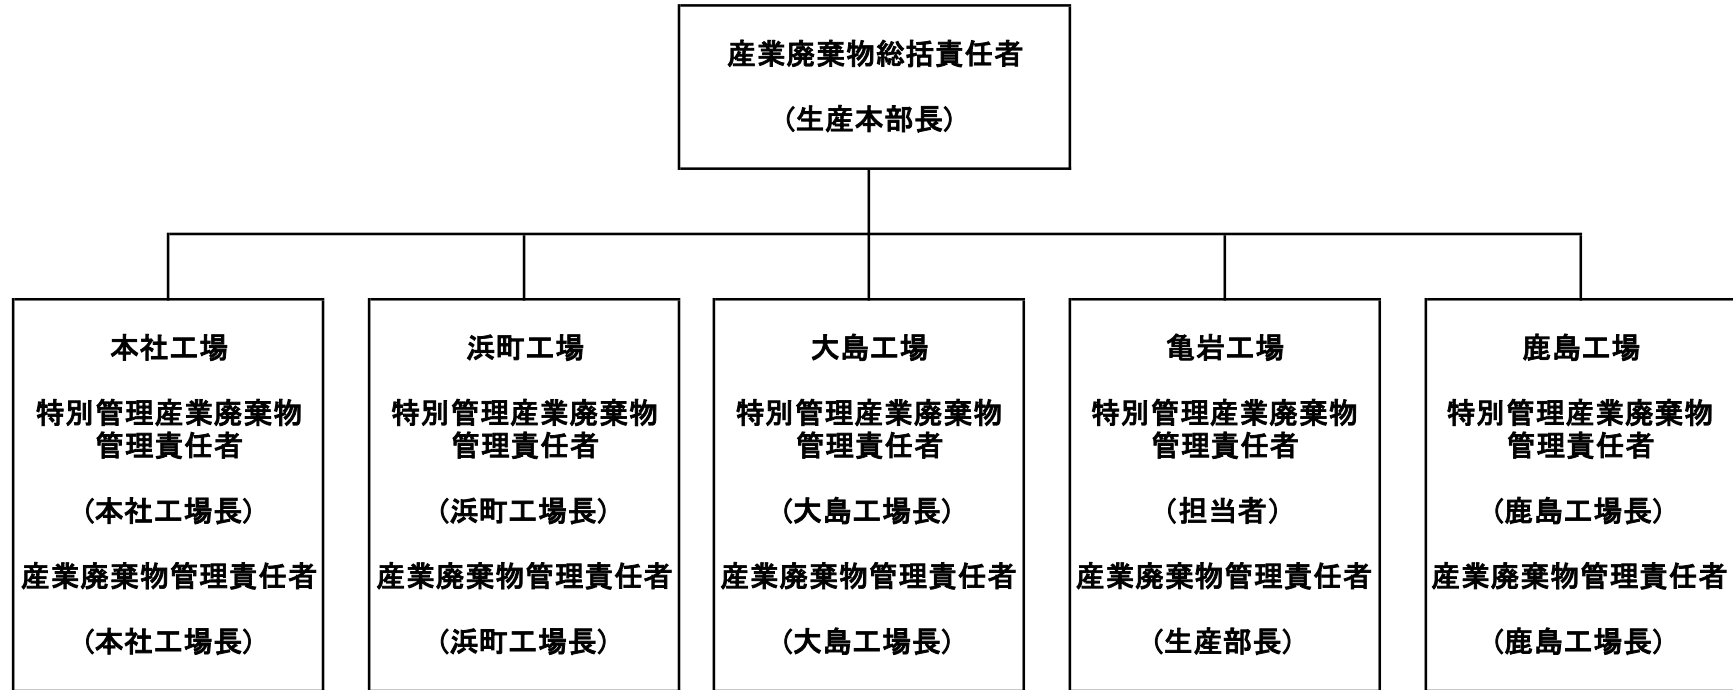 産業廃棄物総括責任者
(生産本部長)
本社工場
特別管理産業廃棄物
管理責任者
(本社工場長)
産業廃棄物管理責任者
(本社工場長)
浜町工場
特別管理産業廃棄物
管理責任者
(浜町工場長)
産業廃棄物管理責任者
(浜町工場長)
大島工場
特別管理産業廃棄物
管理責任者
(大島工場長)
産業廃棄物管理責任者
(大島工場長)
亀岩工場
特別管理産業廃棄物
管理責任者
(担当者)
産業廃棄物管理責任者
(生産部長)
鹿島工場
特別管理産業廃棄物
管理責任者
(鹿島工場長)
産業廃棄物管理責任者
(鹿島工場長)